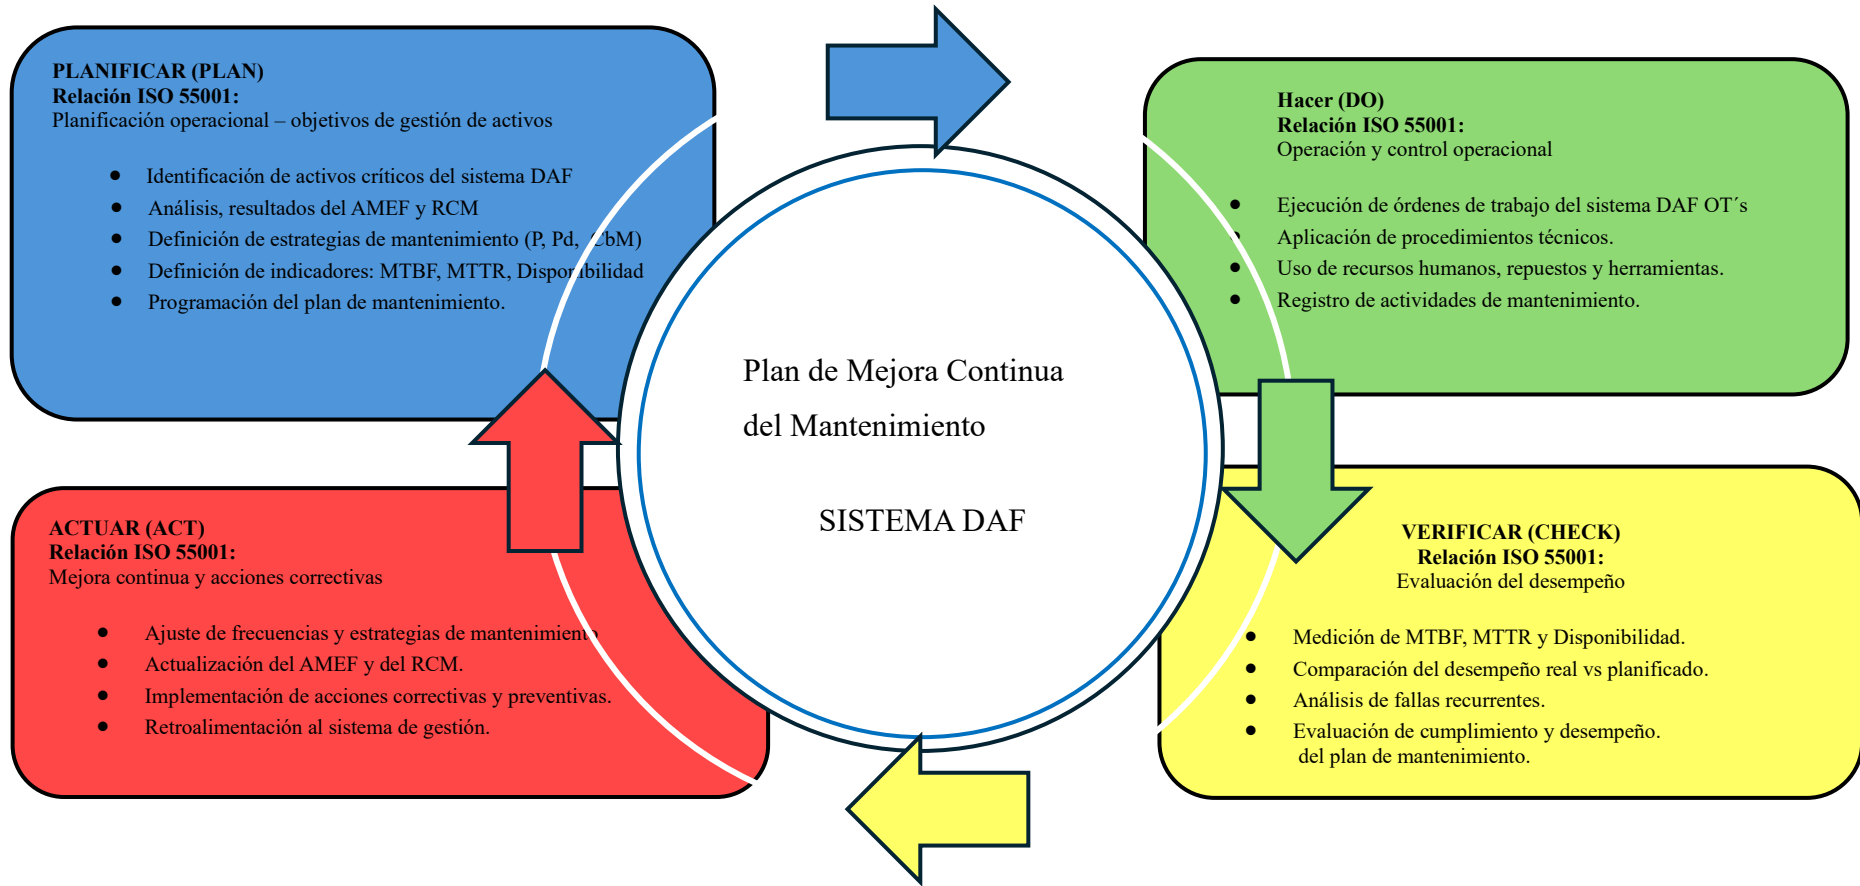 PLANIFICAR (PLAN)
Relación ISO 55001:
Planificación operacional – objetivos de gestión de activos
● Identificación de activos críticos del sistema DAF
● Análisis, resultados del AMEF y RCM
● Definición de estrategias de mantenimiento (P, Pd, CbM)
● Definición de indicadores: MTBF, MTTR, Disponibilidad
● Programación del plan de mantenimiento.
Hacer (DO)
Relación ISO 55001:
Operación y control operacional
● Ejecución de órdenes de trabajo del sistema DAF OT´s
● Aplicación de procedimientos técnicos.
● Uso de recursos humanos, repuestos y herramientas.
● Registro de actividades de mantenimiento.
Plan de Mejora Continua
del Mantenimiento
SISTEMA DAF
ACTUAR (ACT)
Relación ISO 55001:
Mejora continua y acciones correctivas
● Ajuste de frecuencias y estrategias de mantenimiento
● Actualización del AMEF y del RCM.
● Implementación de acciones correctivas y preventivas.
● Retroalimentación al sistema de gestión.
VERIFICAR (CHECK)
Relación ISO 55001:
Evaluación del desempeño
● Medición de MTBF, MTTR y Disponibilidad.
● Comparación del desempeño real vs planificado.
● Análisis de fallas recurrentes.
● Evaluación de cumplimiento y desempeño.
del plan de mantenimiento.